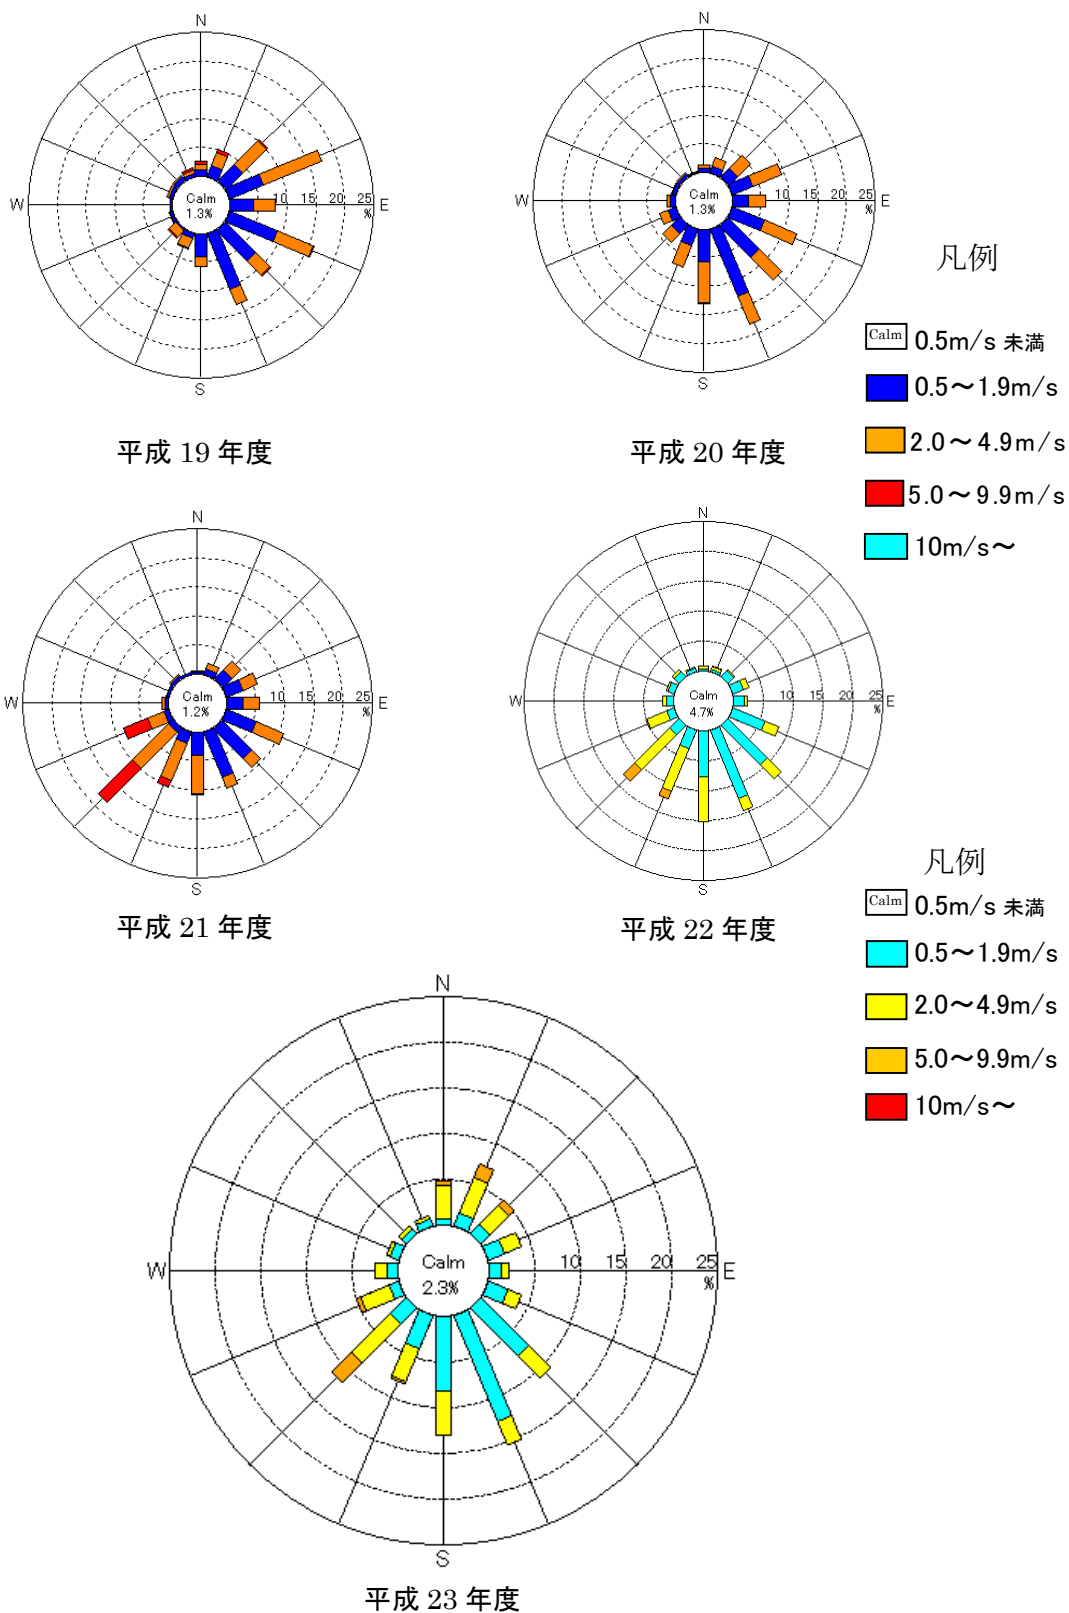 N
W
Calm
1.3%
10 15 20 25
%
E
S
平成 19 年度
N
W
Calm
1.3%
10 15 20 25
%
E
S
平成 20 年度
凡例
Calm 0.5m/s 未満
0.5~1.9m/s
2.0~4.9m/s
5.0~9.9m/s
10m/s~
N
W
Calm
1.2%
10 15 20 25
%
E
S
平成 21 年度
N
W
Calm
4.7%
10 15 20 25
%
E
S
平成 22 年度
凡例
Calm 0.5m/s 未満
0.5~1.9m/s
2.0~4.9m/s
5.0~9.9m/s
10m/s~
N
W
Calm
2.3%
10 15 20 25
%
E
S
平成 23 年度